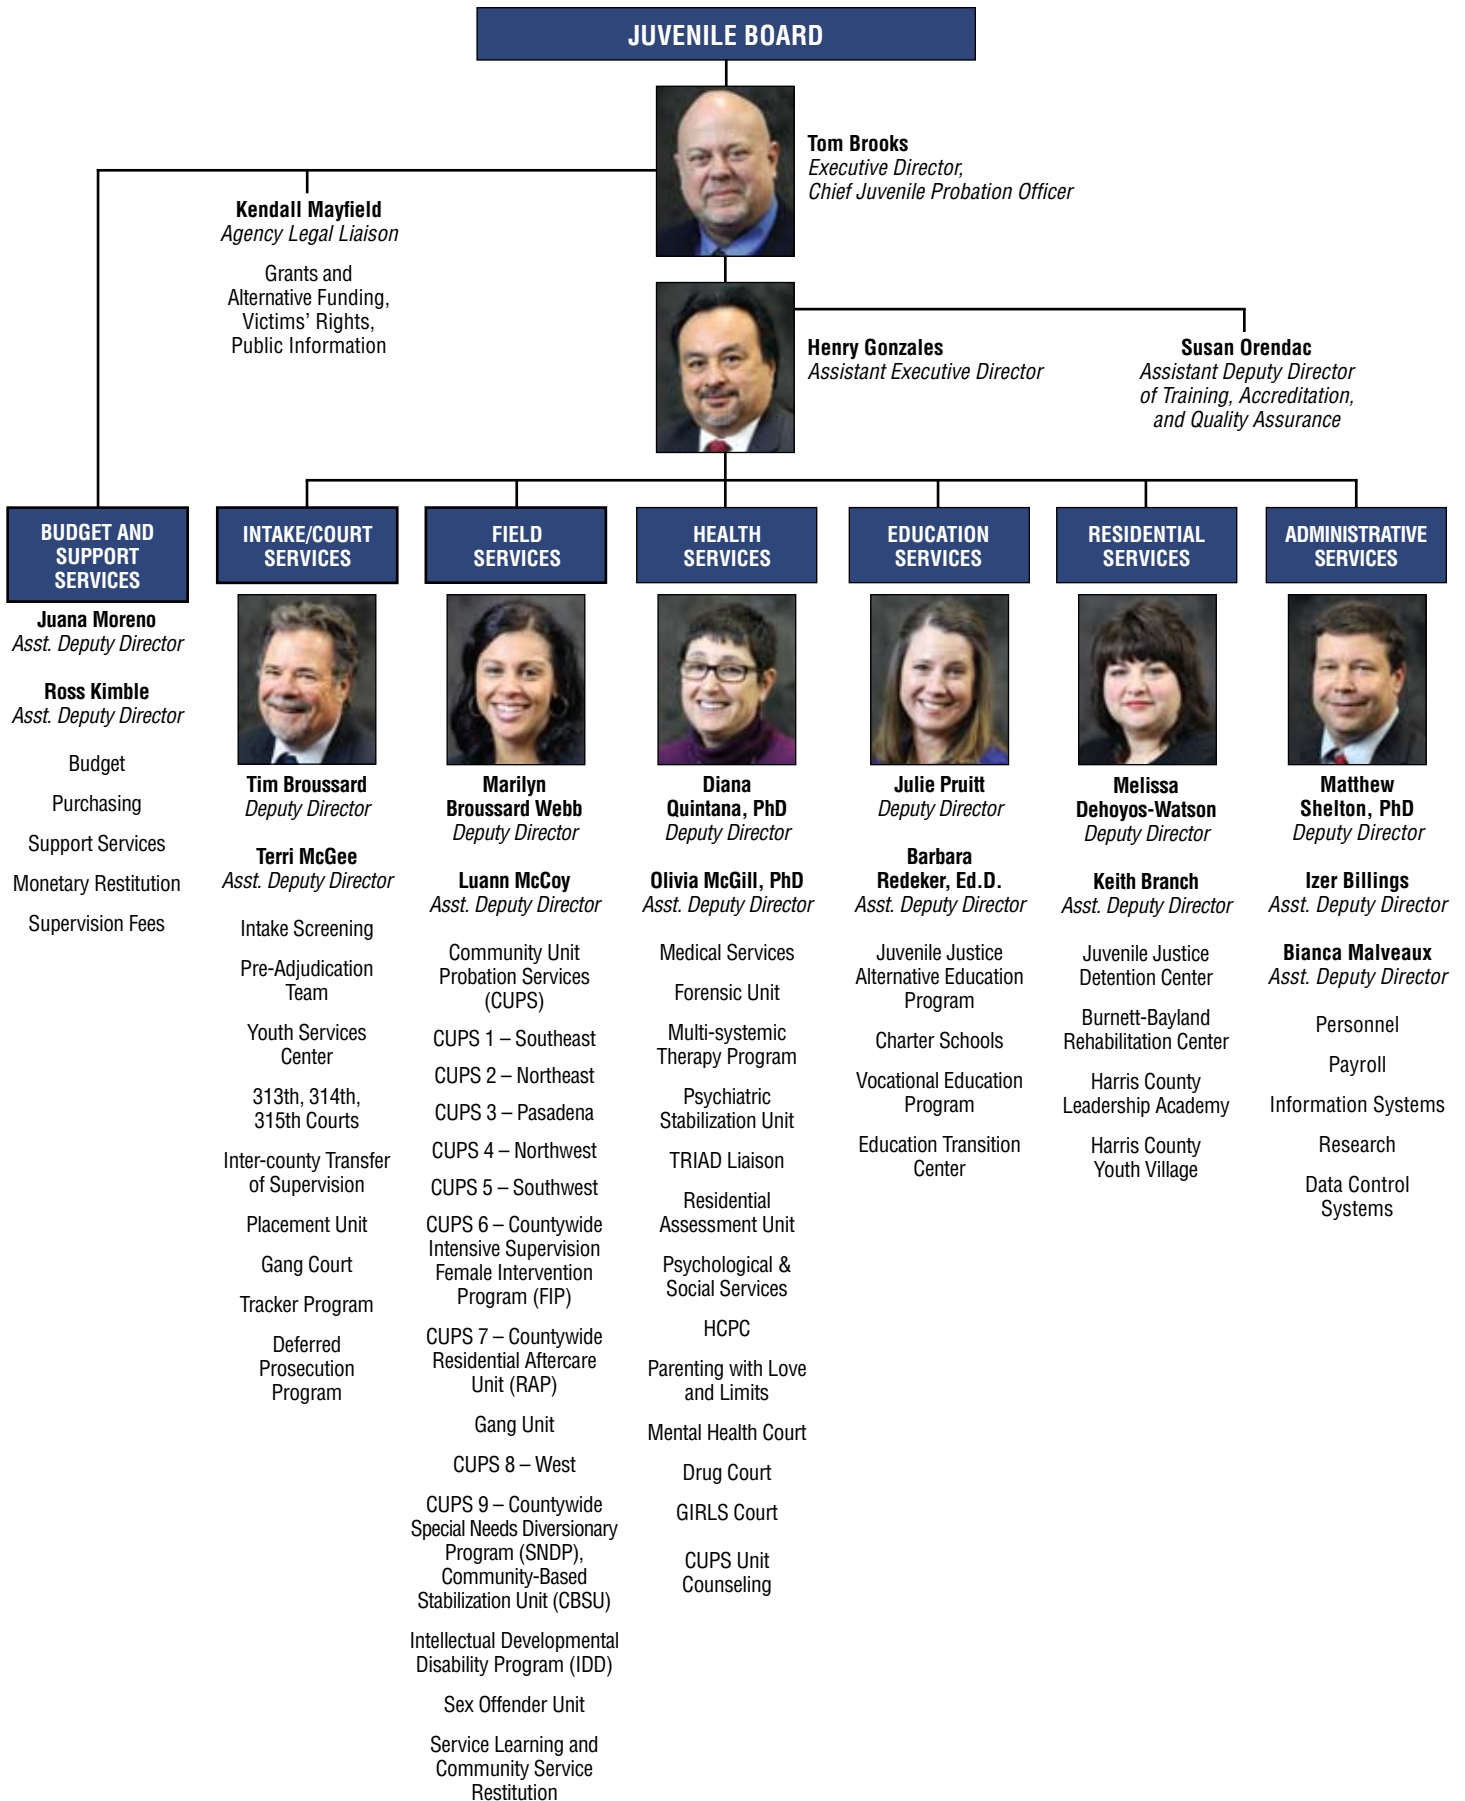 JUVENILE BOARD
Tom Brooks
Executive Director,
Chief Juvenile Probation Officer
Kendall Mayfield
Agency Legal Liaison
Grants and
Alternative Funding,
Victims’ Rights,
Public Information
Henry Gonzales
Assistant Executive Director
Susan Orendac
Assistant Deputy Director
of Training, Accreditation,
and Quality Assurance
BUDGET AND
SUPPORT
SERVICES
Juana Moreno
Asst. Deputy Director
Ross Kimble
Asst. Deputy Director
Budget
Purchasing
Support Services
Monetary Restitution
Supervision Fees
INTAKE/COURT
SERVICES
Tim Broussard
Deputy Director
Terri McGee
Asst. Deputy Director
Intake Screening
Pre-Adjudication
Team
Youth Services
Center
313th, 314th,
315th Courts
Inter-county Transfer
of Supervision
Placement Unit
Gang Court
Tracker Program
Deferred
Prosecution
Program
FIELD
SERVICES
Marilyn
Broussard Webb
Deputy Director
Luann McCoy
Asst. Deputy Director
Community Unit
Probation Services
(CUPS)
CUPS 1 – Southeast
CUPS 2 – Northeast
CUPS 3 – Pasadena
CUPS 4 – Northwest
CUPS 5 – Southwest
CUPS 6 – Countywide
Intensive Supervision
Female Intervention
Program (FIP)
CUPS 7 – Countywide
Residential Aftercare
Unit (RAP)
Gang Unit
CUPS 8 – West
CUPS 9 – Countywide
Special Needs Diversionary
Program (SNDP),
Community-Based
Stabilization Unit (CBSU)
Intellectual Developmental
Disability Program (IDD)
Sex Offender Unit
Service Learning and
Community Service
Restitution
HEALTH
SERVICES
Diana
Quintana, PhD
Deputy Director
Olivia McGill, PhD
Asst. Deputy Director
Medical Services
Forensic Unit
Multi-systemic
Therapy Program
Psychiatric
Stabilization Unit
TRIAD Liaison
Residential
Assessment Unit
Psychological &
Social Services
HCPC
Parenting with Love
and Limits
Mental Health Court
Drug Court
GIRLS Court
CUPS Unit
Counseling
EDUCATION
SERVICES
Julie Pruitt
Deputy Director
Barbara
Redeker, Ed.D.
Asst. Deputy Director
Juvenile Justice
Alternative Education
Program
Charter Schools
Vocational Education
Program
Education Transition
Center
RESIDENTIAL
SERVICES
Melissa
Dehoyos-Watson
Deputy Director
Keith Branch
Asst. Deputy Director
Juvenile Justice
Detention Center
Burnett-Bayland
Rehabilitation Center
Harris County
Leadership Academy
Harris County
Youth Village
ADMINISTRATIVE
SERVICES
Matthew
Shelton, PhD
Deputy Director
Izer Billings
Asst. Deputy Director
Bianca Malveaux
Asst. Deputy Director
Personnel
Payroll
Information Systems
Research
Data Control
Systems